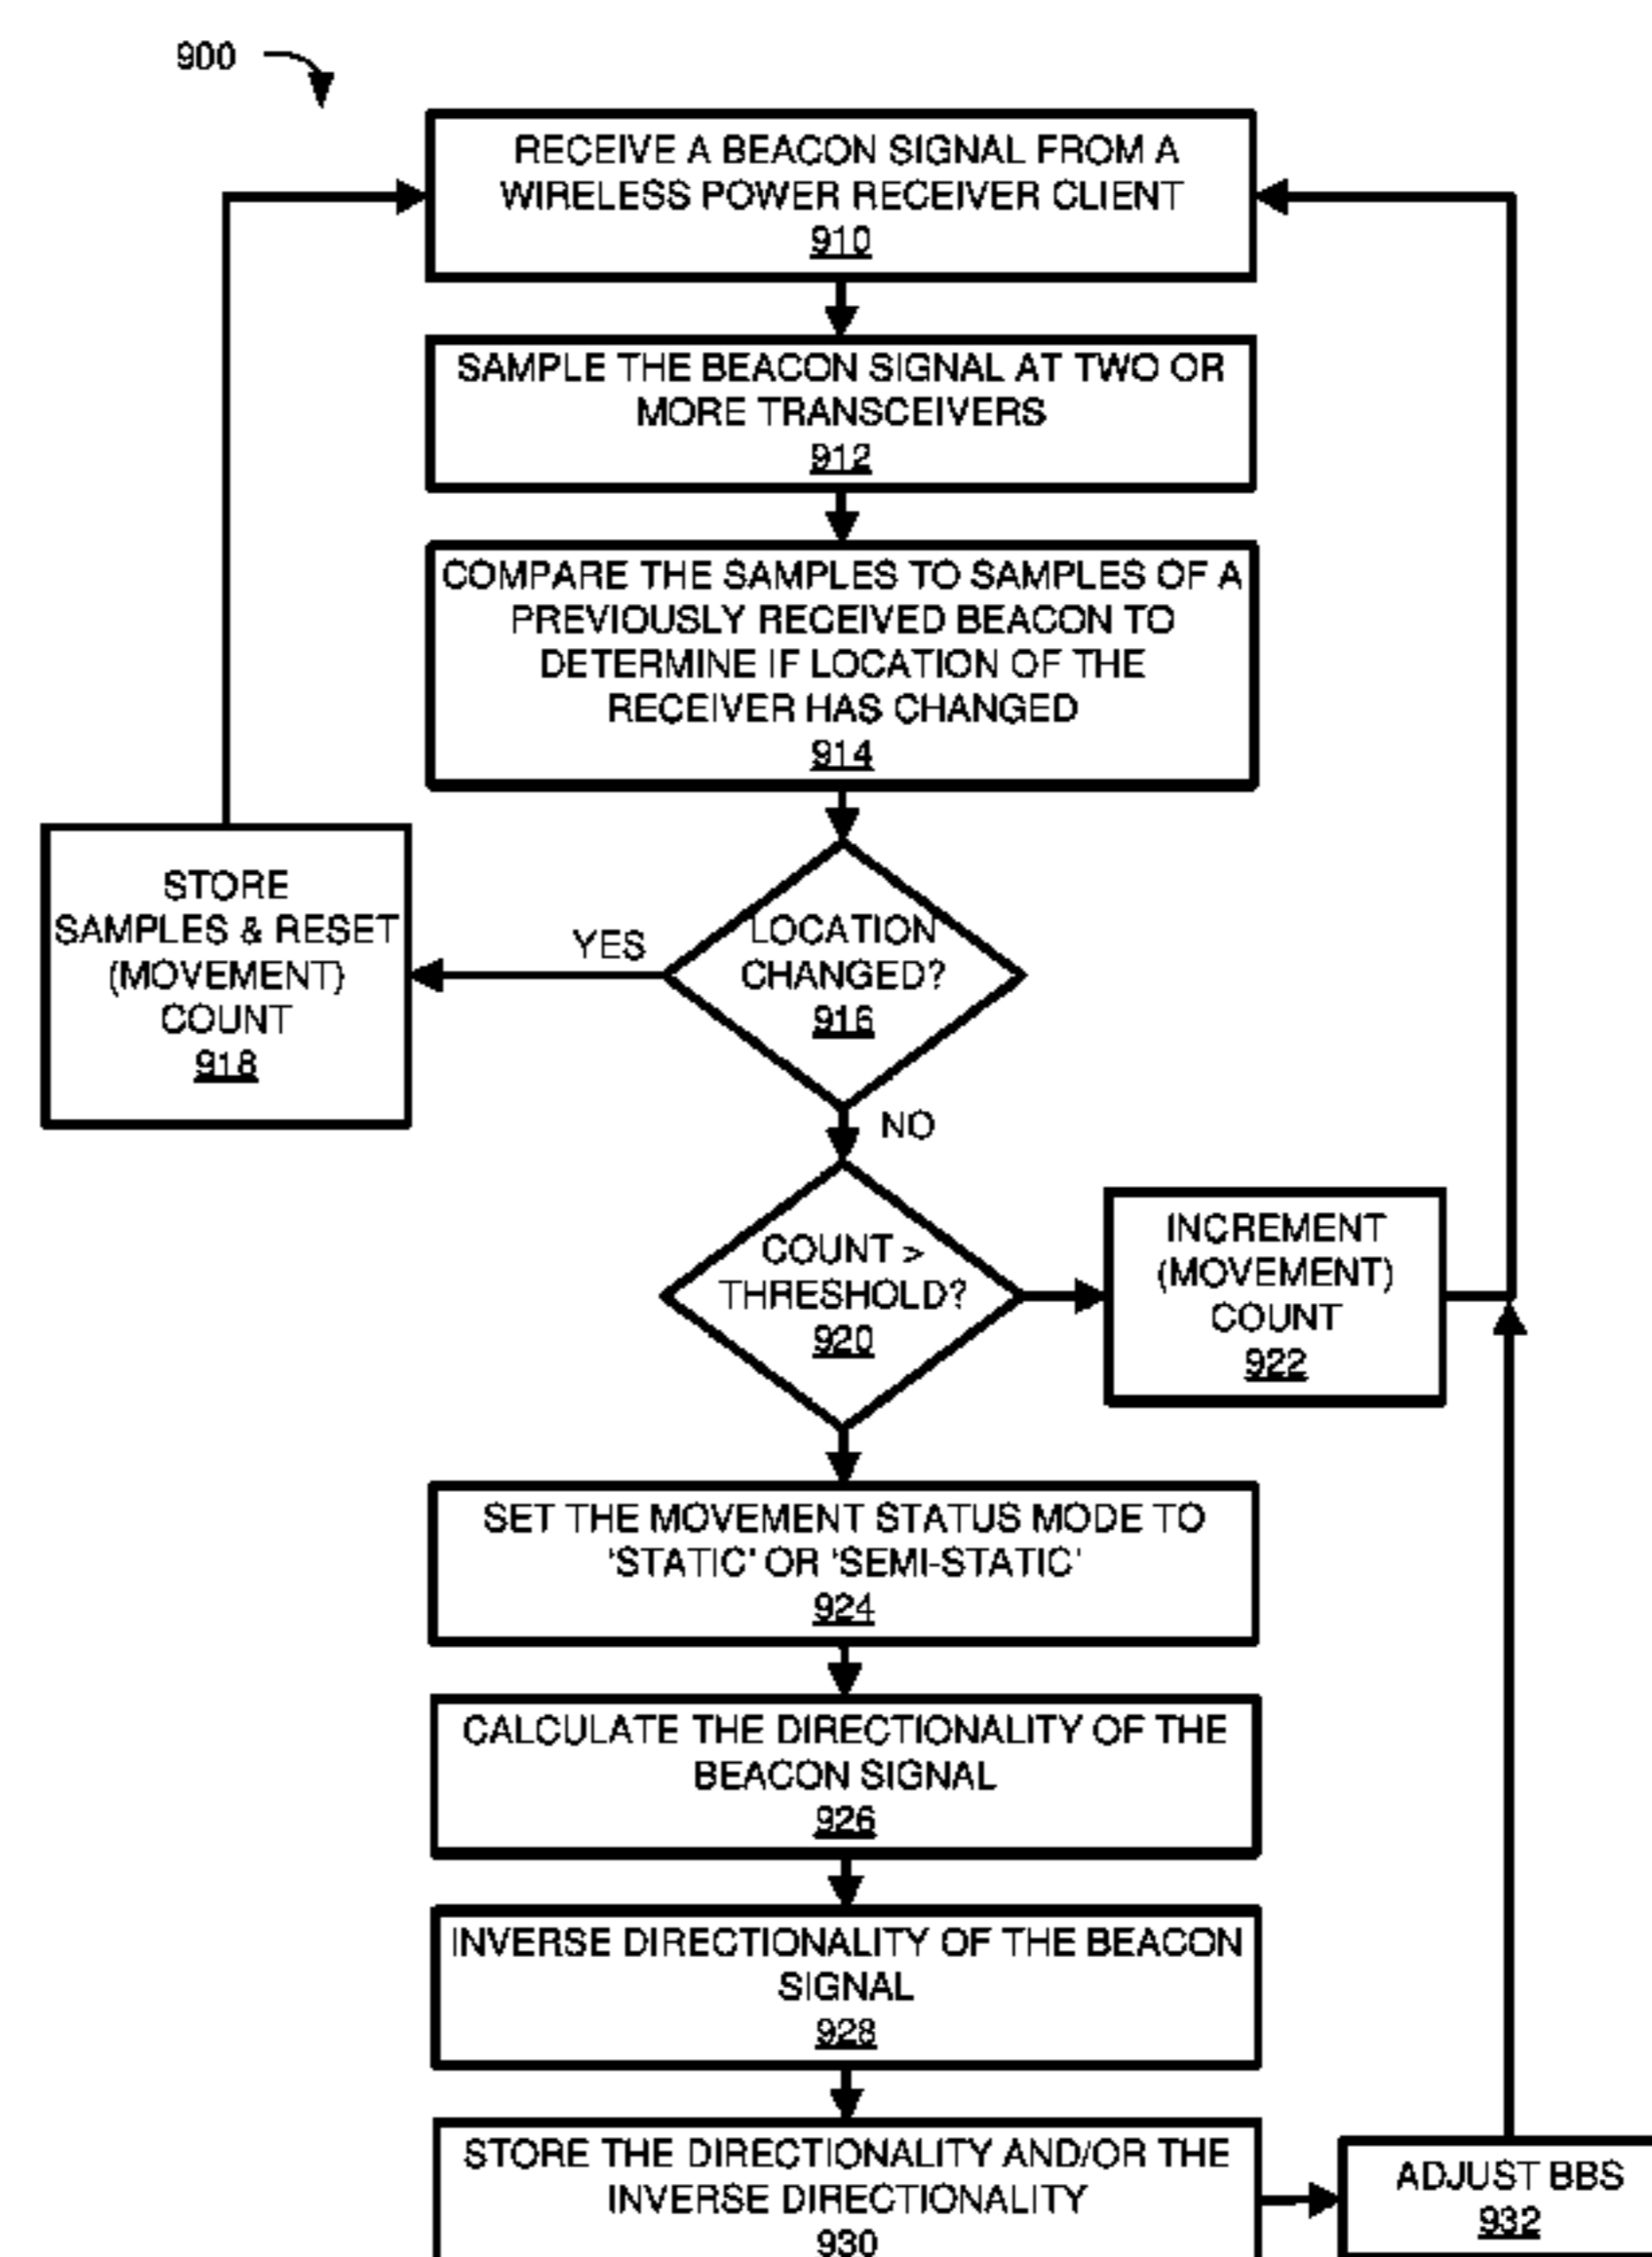 900
RECEIVE A BEACON SIGNAL FROM A
WIRELESS POWER RECEIVER CLIENT
910
SAMPLE THE BEACON SIGNAL AT TWO OR
MORE TRANSCEIVERS
912
COMPARE THE SAMPLES TO SAMPLES OF A
PREVIOUSLY RECEIVED BEACON TO
DETERMINE IF LOCATION OF THE
RECEIVER HAS CHANGED
914
STORE
SAMPLES & RESET
(MOVEMENT)
COUNT
918
YES
LOCATION
CHANGED?
916
NO
COUNT >
THRESHOLD?
920
INCREMENT
(MOVEMENT)
COUNT
922
SET THE MOVEMENT STATUS MODE TO
'STATIC' OR 'SEMI-STATIC'
924
CALCULATE THE DIRECTIONALITY OF THE
BEACON SIGNAL
926
INVERSE DIRECTIONALITY OF THE BEACON
SIGNAL
928
STORE THE DIRECTIONALITY AND/OR THE
INVERSE DIRECTIONALITY
930
ADJUST BBS
932